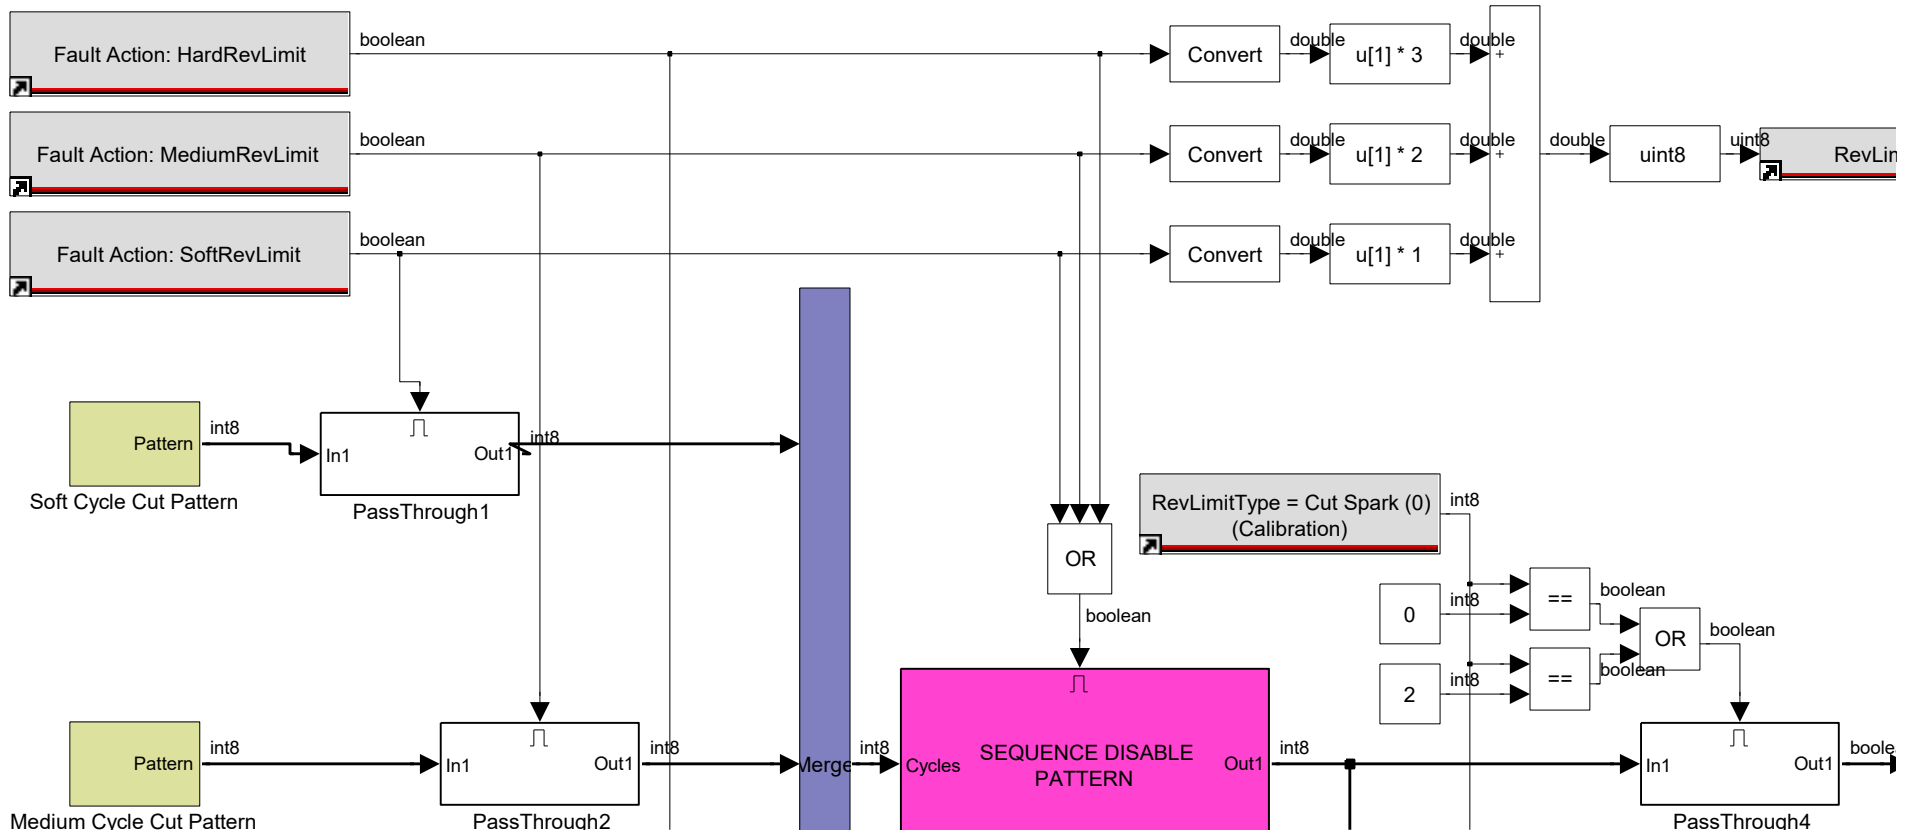 Fault Action: HardRevLimit
boolean
Convert
double
u[1] * 3
double
+
Fault Action: MediumRevLimit
boolean
Convert
double
u[1] * 2
double
+
double
uint8
uint8
RevLim
Fault Action: SoftRevLimit
boolean
Convert
double
u[1] * 1
double
+
Pattern
int8
In1
Out1
int8
Soft Cycle Cut Pattern
PassThrough1
RevLimitType = Cut Spark (0)
(Calibration)
int8
OR
boolean
0
int8
==
boolean
OR
boolean
2
int8
==
boolean
Pattern
int8
In1
Out1
int8
Merge
int8
Cycles
SEQUENCE DISABLE
PATTERN
Out1
int8
In1
Out1
boole
Medium Cycle Cut Pattern
PassThrough2
PassThrough4